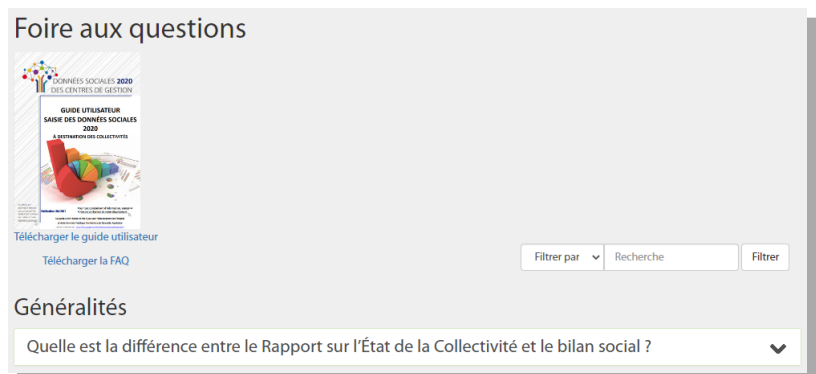 Foire aux questions
DONNÉES SOCIALES 2020
DES CENTRES DE GESTION
GUIDE UTILISATEUR
SAISIE DES DONNÉES SOCIALES
2020
À DESTINATION DES COLLECTIVITÉS
Télécharger le guide utilisateur
Télécharger la FAQ
Filtrer par
Recherche
Filtrer
Généralités
Quelle est la différence entre le Rapport sur l’État de la Collectivité et le bilan social ?